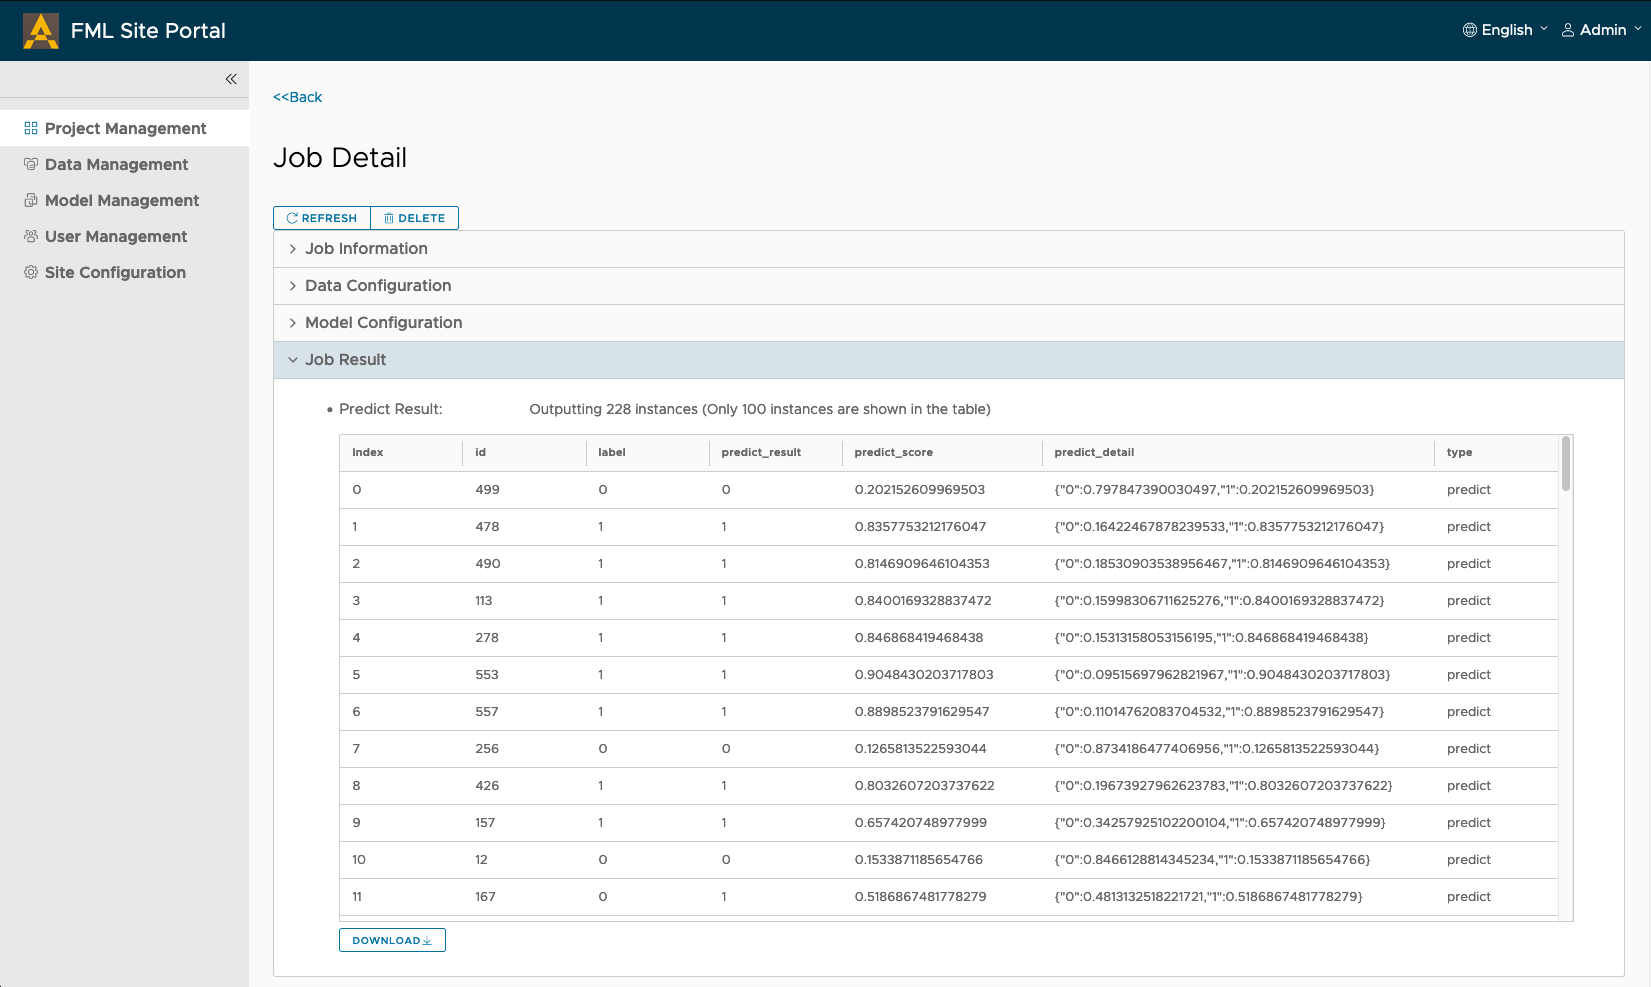 FML Site Portal
English
Admin
Project Management
Data Management
Model Management
User Management
Site Configuration
<<Back
Job Detail
REFRESH DELETE
Job Information
Data Configuration
Model Configuration
Job Result
• Predict Result: Outputting 228 instances (Only 100 instances are shown in the table)
Index id label predict_result predict_score predict_detail type
0 499 0 0 0.202152609969503 {"0":0.797847390030497,"1":0.202152609969503} predict
1 478 1 1 0.8357753212176047 {"0":0.16422467878239533,"1":0.8357753212176047} predict
2 490 1 1 0.8146909646104353 {"0":0.18530903538956467,"1":0.8146909646104353} predict
3 113 1 1 0.8400169328837472 {"0":0.15998306711625276,"1":0.8400169328837472} predict
4 278 1 1 0.846868419468438 {"0":0.15313158053156195,"1":0.846868419468438} predict
5 553 1 1 0.9048430203717803 {"0":0.09515697962821967,"1":0.9048430203717803} predict
6 557 1 1 0.8898523791629547 {"0":0.11014762083704532,"1":0.8898523791629547} predict
7 256 0 0 0.1265813522593044 {"0":0.8734186477406956,"1":0.1265813522593044} predict
8 426 1 1 0.8032607203737622 {"0":0.19673927962623783,"1":0.8032607203737622} predict
9 157 1 1 0.657420748977999 {"0":0.34257925102200104,"1":0.657420748977999} predict
10 12 0 0 0.1533871185654766 {"0":0.8466128814345234,"1":0.1533871185654766} predict
11 167 0 1 0.5186867481778279 {"0":0.4813132518221721,"1":0.5186867481778279} predict
DOWNLOAD